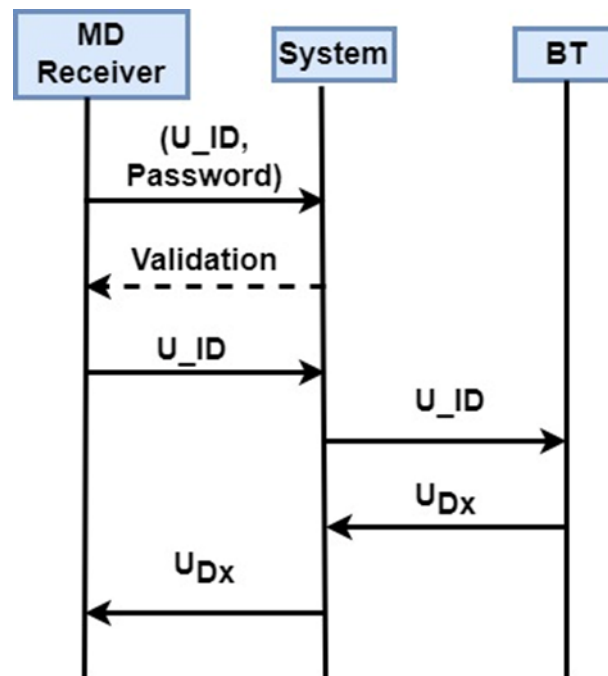 MD
Receiver
System
BT
(U_ID,
Password)
Validation
U_ID
U_ID
UDx
UDx